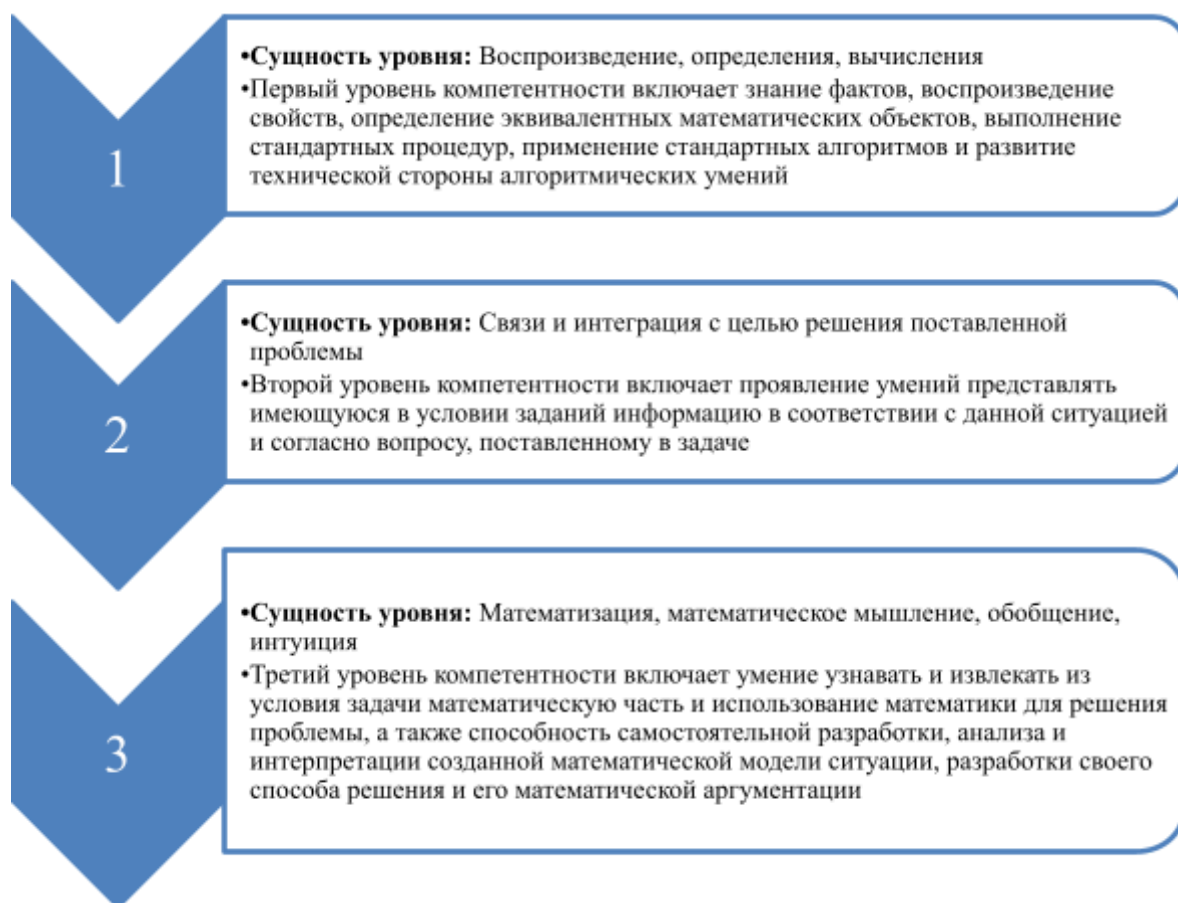 1
•Сущность уровня: Воспроизведение, определения, вычисления
•Первый уровень компетентности включает знание фактов, воспроизведение
свойств, определение эквивалентных математических объектов, выполнение
стандартных процедур, применение стандартных алгоритмов и развитие
технической стороны алгоритмических умений
2
•Сущность уровня: Связи и интеграция с целью решения поставленной
проблемы
•Второй уровень компетентности включает проявление умений представлять
имеющуюся в условии заданий информацию в соответствии с данной ситуацией
и согласно вопросу, поставленному в задаче
3
•Сущность уровня: Математизация, математическое мышление, обобщение,
интуиция
•Третий уровень компетентности включает умение узнавать и извлекать из
условия задачи математическую часть и использование математики для решения
проблемы, а также способность самостоятельной разработки, анализа и
интерпретации созданной математической модели ситуации, разработки своего
способа решения и его математической аргументации